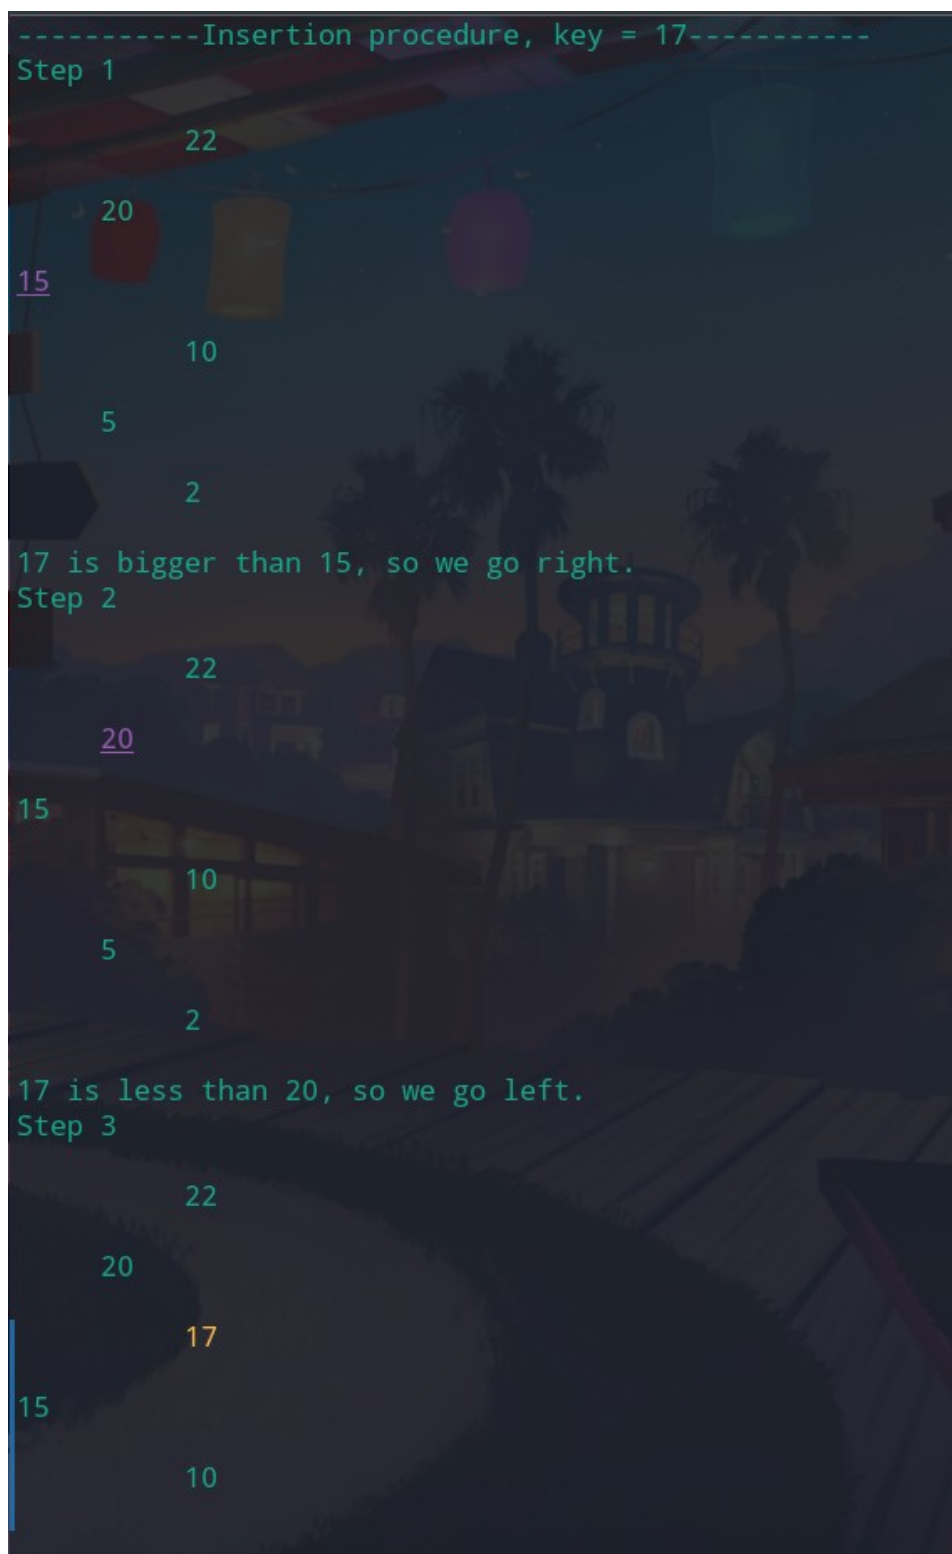 -----------Insertion procedure, key = 17-----------
Step 1
22
20
15
10
5
2
17 is bigger than 15, so we go right.
Step 2
22
20
15
10
5
2
17 is less than 20, so we go left.
Step 3
22
20
17
15
10